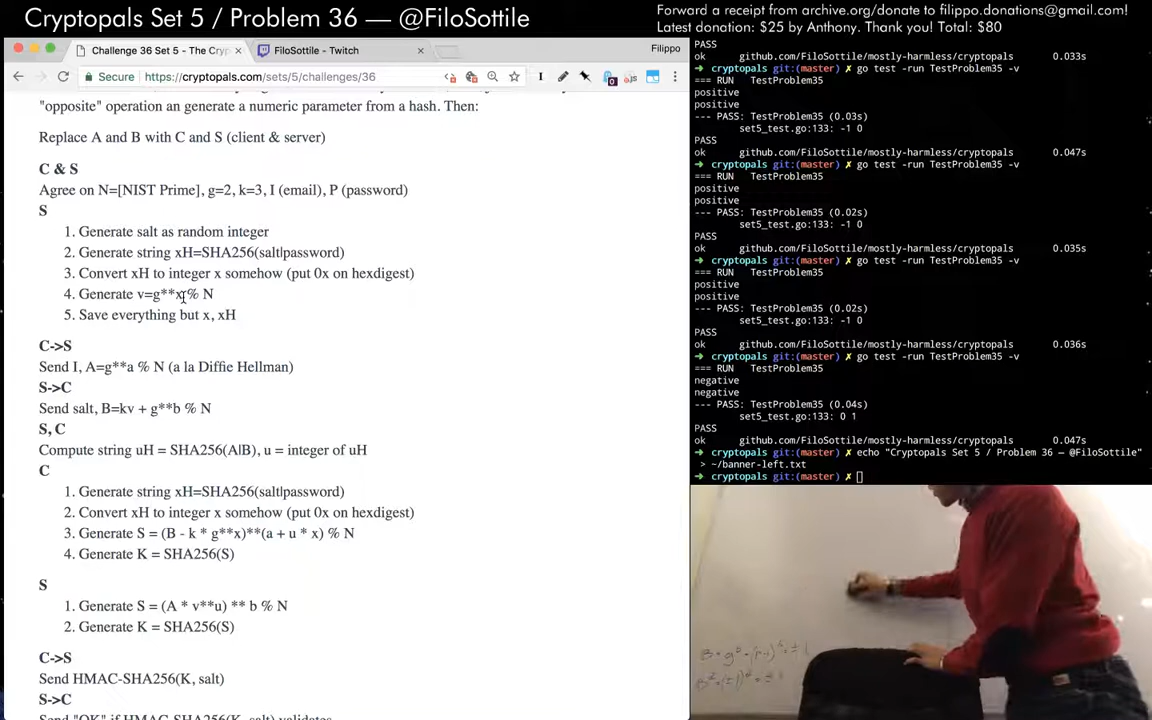 Cryptopals Set 5 / Problem 36 — @FiloSottile
Forward a receipt from archive.org/donate to filippo.donations@gmail.com!
Latest donation: $25 by Anthony. Thank you! Total: $80
Challenge 36 Set 5 - The Cryp
FiloSottile - Twitch
Filippo
Secure
https://cryptopals.com/sets/5/challenges/36
"opposite" operation an generate a numeric parameter from a hash. Then:
Replace A and B with C and S (client & server)
C & S
Agree on N=[NIST Prime], g=2, k=3, I (email), P (password)
S
1. Generate salt as random integer
2. Generate string xH=SHA256(salt|password)
3. Convert xH to integer x somehow (put 0x on hexdigest)
4. Generate v=g**x % N
5. Save everything but x, xH
C->S
Send I, A=g**a % N (a la Diffie Hellman)
S->C
Send salt, B=kv + g**b % N
S, C
Compute string uH = SHA256(A|B), u = integer of uH
C
1. Generate string xH=SHA256(salt|password)
2. Convert xH to integer x somehow (put 0x on hexdigest)
3. Generate S = (B - k * g**x)**(a + u * x) % N
4. Generate K = SHA256(S)
S
1. Generate S = (A * v**u) ** b % N
2. Generate K = SHA256(S)
C->S
Send HMAC-SHA256(K, salt)
S->C
Send "OK" if HMAC-SHA256(K, salt) validates
PASS
ok github.com/FiloSottile/mostly-harmless/cryptopals 0.033s
➜ cryptopals git:(master) ✗ go test -run TestProblem35 -v
=== RUN TestProblem35
positive
positive
--- PASS: TestProblem35 (0.03s)
set5_test.go:133: -1 0
PASS
ok github.com/FiloSottile/mostly-harmless/cryptopals 0.047s
➜ cryptopals git:(master) ✗ go test -run TestProblem35 -v
=== RUN TestProblem35
positive
positive
--- PASS: TestProblem35 (0.02s)
set5_test.go:133: -1 0
PASS
ok github.com/FiloSottile/mostly-harmless/cryptopals 0.035s
➜ cryptopals git:(master) ✗ go test -run TestProblem35 -v
=== RUN TestProblem35
positive
positive
--- PASS: TestProblem35 (0.02s)
set5_test.go:133: -1 0
PASS
ok github.com/FiloSottile/mostly-harmless/cryptopals 0.036s
➜ cryptopals git:(master) ✗ go test -run TestProblem35 -v
=== RUN TestProblem35
negative
negative
--- PASS: TestProblem35 (0.04s)
set5_test.go:133: 0 1
PASS
ok github.com/FiloSottile/mostly-harmless/cryptopals 0.047s
➜ cryptopals git:(master) ✗ echo "Cryptopals Set 5 / Problem 36 — @FiloSottile"
> ~/banner-left.txt
➜ cryptopals git:(master) ✗